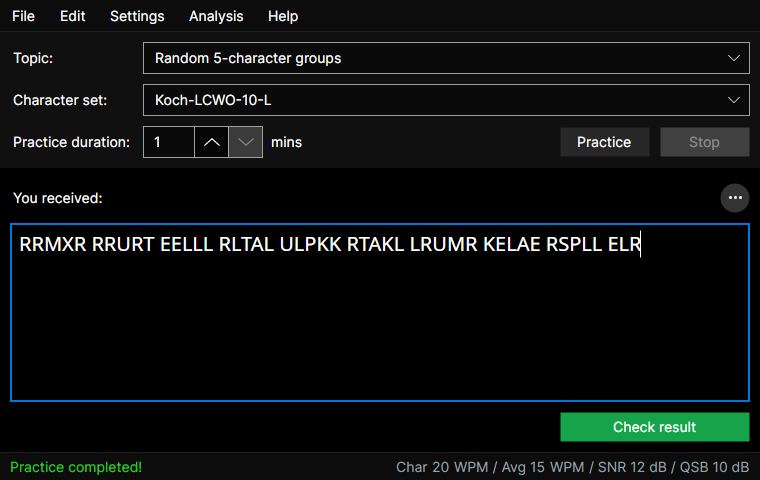 File Edit Settings Analysis Help
Topic: Random 5-character groups
Character set: Koch-LCWO-10-L
Practice duration: 1 mins Practice Stop
You received:
RRMXR RRURT EELLL RLTAL ULPKK RTAKL LRUMR KELAE RSPLL ELR
Check result
Practice completed! Char 20 WPM / Avg 15 WPM / SNR 12 dB / QSB 10 dB